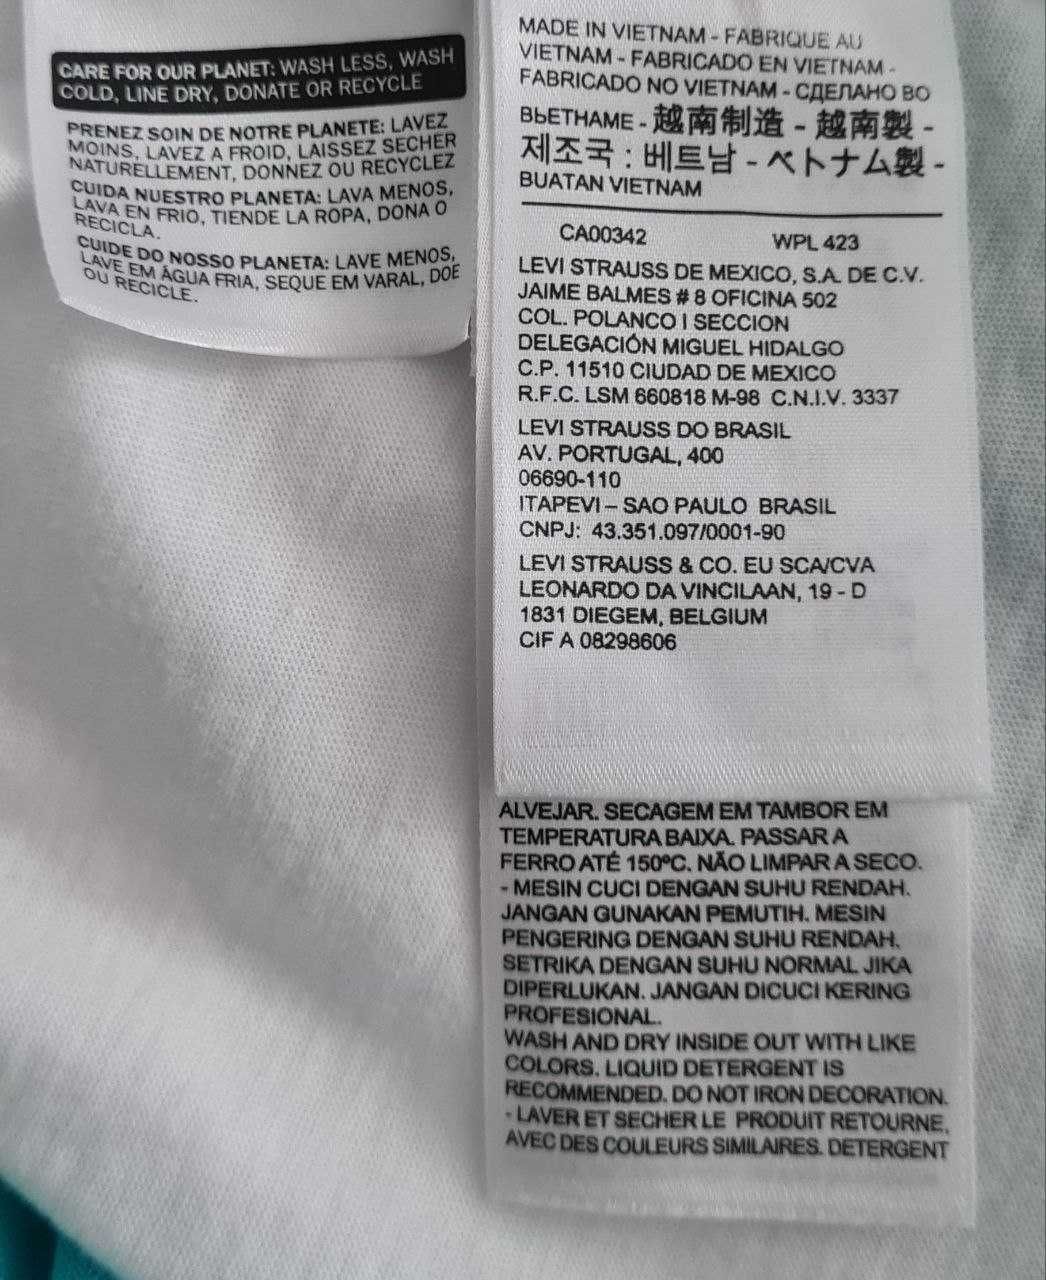 CARE FOR OUR PLANET: WASH LESS, WASH
COLD, LINE DRY, DONATE OR RECYCLE
PRENEZ SOIN DE NOTRE PLANETE: LAVEZ
MOINS, LAVEZ A FROID, LAISSEZ SECHER
NATURELLEMENT, DONNEZ OU RECYCLEZ
CUIDA NUESTRO PLANETA: LAVA MENOS,
LAVA EN FRIO, TIENDE LA ROPA, DONA O
RECICLA.
CUIDE DO NOSSO PLANETA: LAVE MENOS,
LAVE EM ÁGUA FRIA, SEQUE EM VARAL, DOE
OU RECICLE.
MADE IN VIETNAM - FABRIQUE AU
VIETNAM - FABRICADO EN VIETNAM -
FABRICADO NO VIETNAM - СДЕЛАНО ВО
ВЬЕТНАМЕ - 越南制造 - 越南製 -
제조국 : 베트남 - ベトナム製 -
BUATAN VIETNAM
CA00342 WPL 423
LEVI STRAUSS DE MEXICO, S.A. DE C.V.
JAIME BALMES # 8 OFICINA 502
COL. POLANCO I SECCION
DELEGACIÓN MIGUEL HIDALGO
C.P. 11510 CIUDAD DE MEXICO
R.F.C. LSM 660818 M-98 C.N.I.V. 3337
LEVI STRAUSS DO BRASIL
AV. PORTUGAL, 400
06690-110
ITAPEVI – SAO PAULO BRASIL
CNPJ: 43.351.097/0001-90
LEVI STRAUSS & CO. EU SCA/CVA
LEONARDO DA VINCILAAN, 19 - D
1831 DIEGEM, BELGIUM
CIF A 08298606
ALVEJAR. SECAGEM EM TAMBOR EM
TEMPERATURA BAIXA. PASSAR A
FERRO ATÉ 150ºC. NÃO LIMPAR A SECO.
- MESIN CUCI DENGAN SUHU RENDAH.
JANGAN GUNAKAN PEMUTIH. MESIN
PENGERING DENGAN SUHU RENDAH.
SETRIKA DENGAN SUHU NORMAL JIKA
DIPERLUKAN. JANGAN DICUCI KERING
PROFESIONAL.
WASH AND DRY INSIDE OUT WITH LIKE
COLORS. LIQUID DETERGENT IS
RECOMMENDED. DO NOT IRON DECORATION.
- LAVER ET SECHER LE PRODUIT RETOURNE,
AVEC DES COULEURS SIMILAIRES. DETERGENT